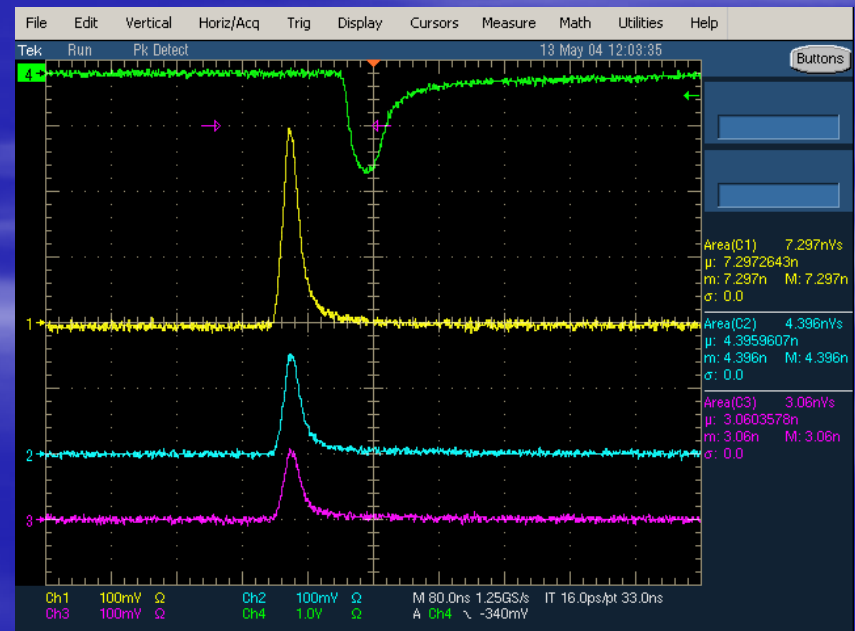 File Edit Vertical Horiz/Acq Trig Display Cursors Measure Math Utilities Help
Tek Run Pk Detect 13 May 04 12:03:35
Buttons
4
1
2
3
Area(C1) 7.297nVs
µ: 7.2972643n
m: 7.297n M: 7.297n
σ: 0.0
Area(C2) 4.396nVs
µ: 4.3959607n
m: 4.396n M: 4.396n
σ: 0.0
Area(C3) 3.06nVs
µ: 3.0603578n
m: 3.06n M: 3.06n
σ: 0.0
Ch1 100mV Ω Ch2 100mV Ω M 80.0ns 1.25GS/s IT 16.0ps/pt 33.0ns
Ch3 100mV Ω Ch4 1.0V Ω A Ch4 \ -340mV